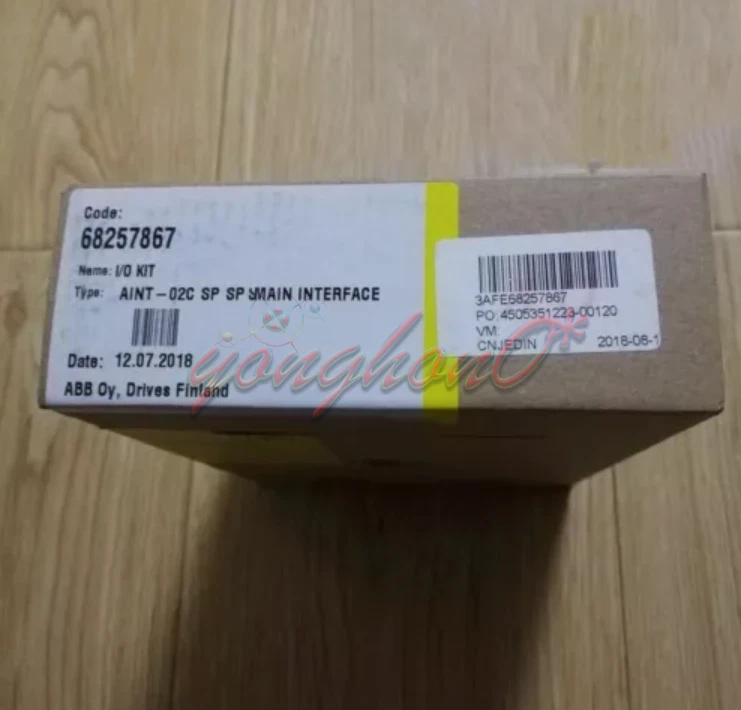 Code:
68257867
Name: I/O KIT
Type: AINT-02C SP SP MAIN INTERFACE
Date: 12.07.2018
ABB Oy, Drives Finland
3AFE68257867
PO:4505351223-00120
VM:
CNJEDIN 2018-06-1
yonghong*